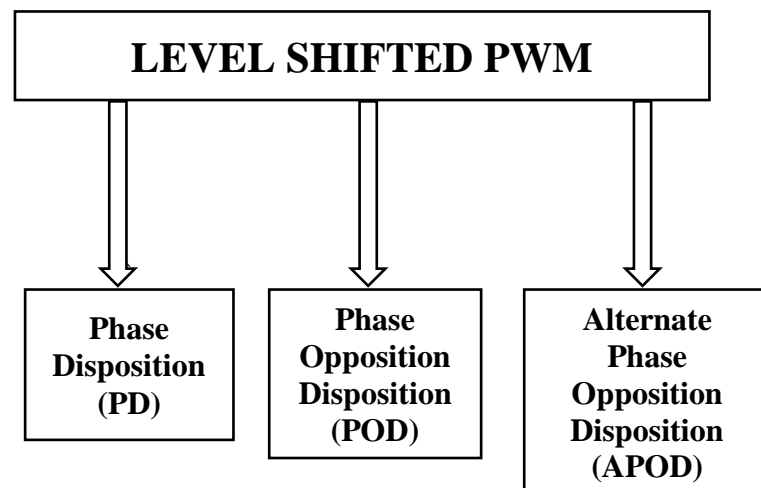 LEVEL SHIFTED PWM
Phase
Disposition
(PD)
Phase
Opposition
Disposition
(POD)
Alternate
Phase
Opposition
Disposition
(APOD)